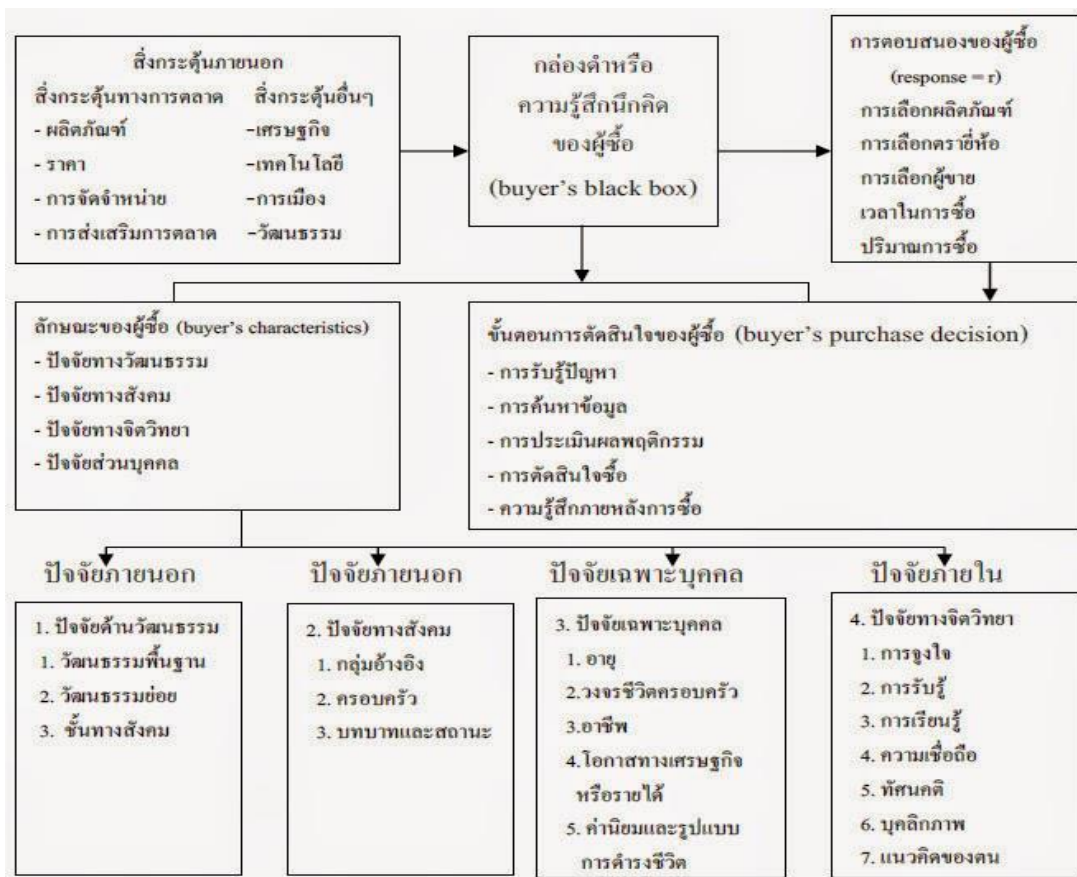 สิ่งกระตุ้นภายนอก
สิ่งกระตุ้นทางการตลาด สิ่งกระตุ้นอื่นๆ
- ผลิตภัณฑ์ -เศรษฐกิจ
- ราคา -เทคโนโลยี
- การจัดจำหน่าย -การเมือง
- การส่งเสริมการตลาด -วัฒนธรรม
กล่องดำหรือ
ความรู้สึกนึกคิด
ของผู้ซื้อ
(buyer's black box)
การตอบสนองของผู้ซื้อ
(response = r)
การเลือกผลิตภัณฑ์
การเลือกตรายี่ห้อ
การเลือกผู้ขาย
เวลาในการซื้อ
ปริมาณการซื้อ
ลักษณะของผู้ซื้อ (buyer's characteristics)
- ปัจจัยทางวัฒนธรรม
- ปัจจัยทางสังคม
- ปัจจัยทางจิตวิทยา
- ปัจจัยส่วนบุคคล
ขั้นตอนการตัดสินใจของผู้ซื้อ (buyer's purchase decision)
- การรับรู้ปัญหา
- การค้นหาข้อมูล
- การประเมินผลพฤติกรรม
- การตัดสินใจซื้อ
- ความรู้สึกภายหลังการซื้อ
ปัจจัยภายนอก
1. ปัจจัยด้านวัฒนธรรม
1. วัฒนธรรมพื้นฐาน
2. วัฒนธรรมย่อย
3. ชั้นทางสังคม
ปัจจัยภายนอก
2. ปัจจัยทางสังคม
1. กลุ่มอ้างอิง
2. ครอบครัว
3. บทบาทและสถานะ
ปัจจัยเฉพาะบุคคล
3. ปัจจัยเฉพาะบุคคล
1. อายุ
2.วงจรชีวิตครอบครัว
3.อาชีพ
4.โอกาสทางเศรษฐกิจ
หรือรายได้
5. ค่านิยมและรูปแบบ
การดำรงชีวิต
ปัจจัยภายใน
4. ปัจจัยทางจิตวิทยา
1. การจูงใจ
2. การรับรู้
3. การเรียนรู้
4. ความเชื่อถือ
5. ทัศนคติ
6. บุคลิกภาพ
7. แนวคิดของตน